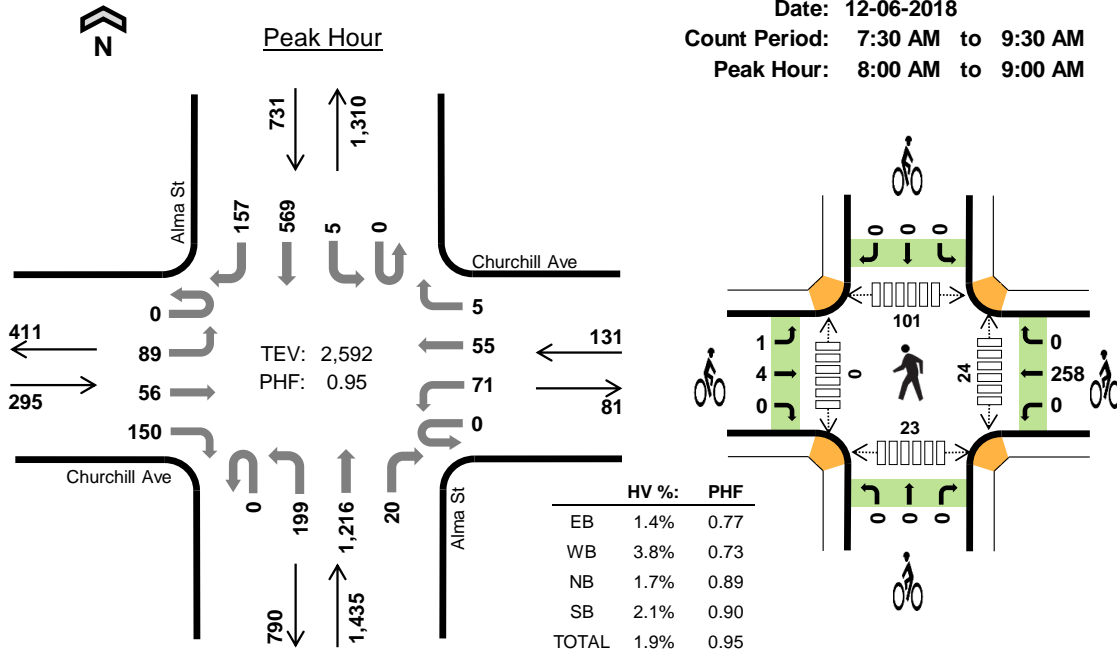 Date: 12-06-2018
Count Period: 7:30 AM to 9:30 AM
Peak Hour: 8:00 AM to 9:00 AM
N
Peak Hour
731
1,310
Alma St
157
569
5
0
Churchill Ave
0
5
411
89
55
131
TEV: 2,592
PHF: 0.95
295
56
71
81
150
0
Churchill Ave
0
199
1,216
20
Alma St
790
1,435
HV %: PHF
EB 1.4% 0.77
WB 3.8% 0.73
NB 1.7% 0.89
SB 2.1% 0.90
TOTAL 1.9% 0.95
0 0 0
101
1
4
0
0
24
0
258
0
23
0 0 0